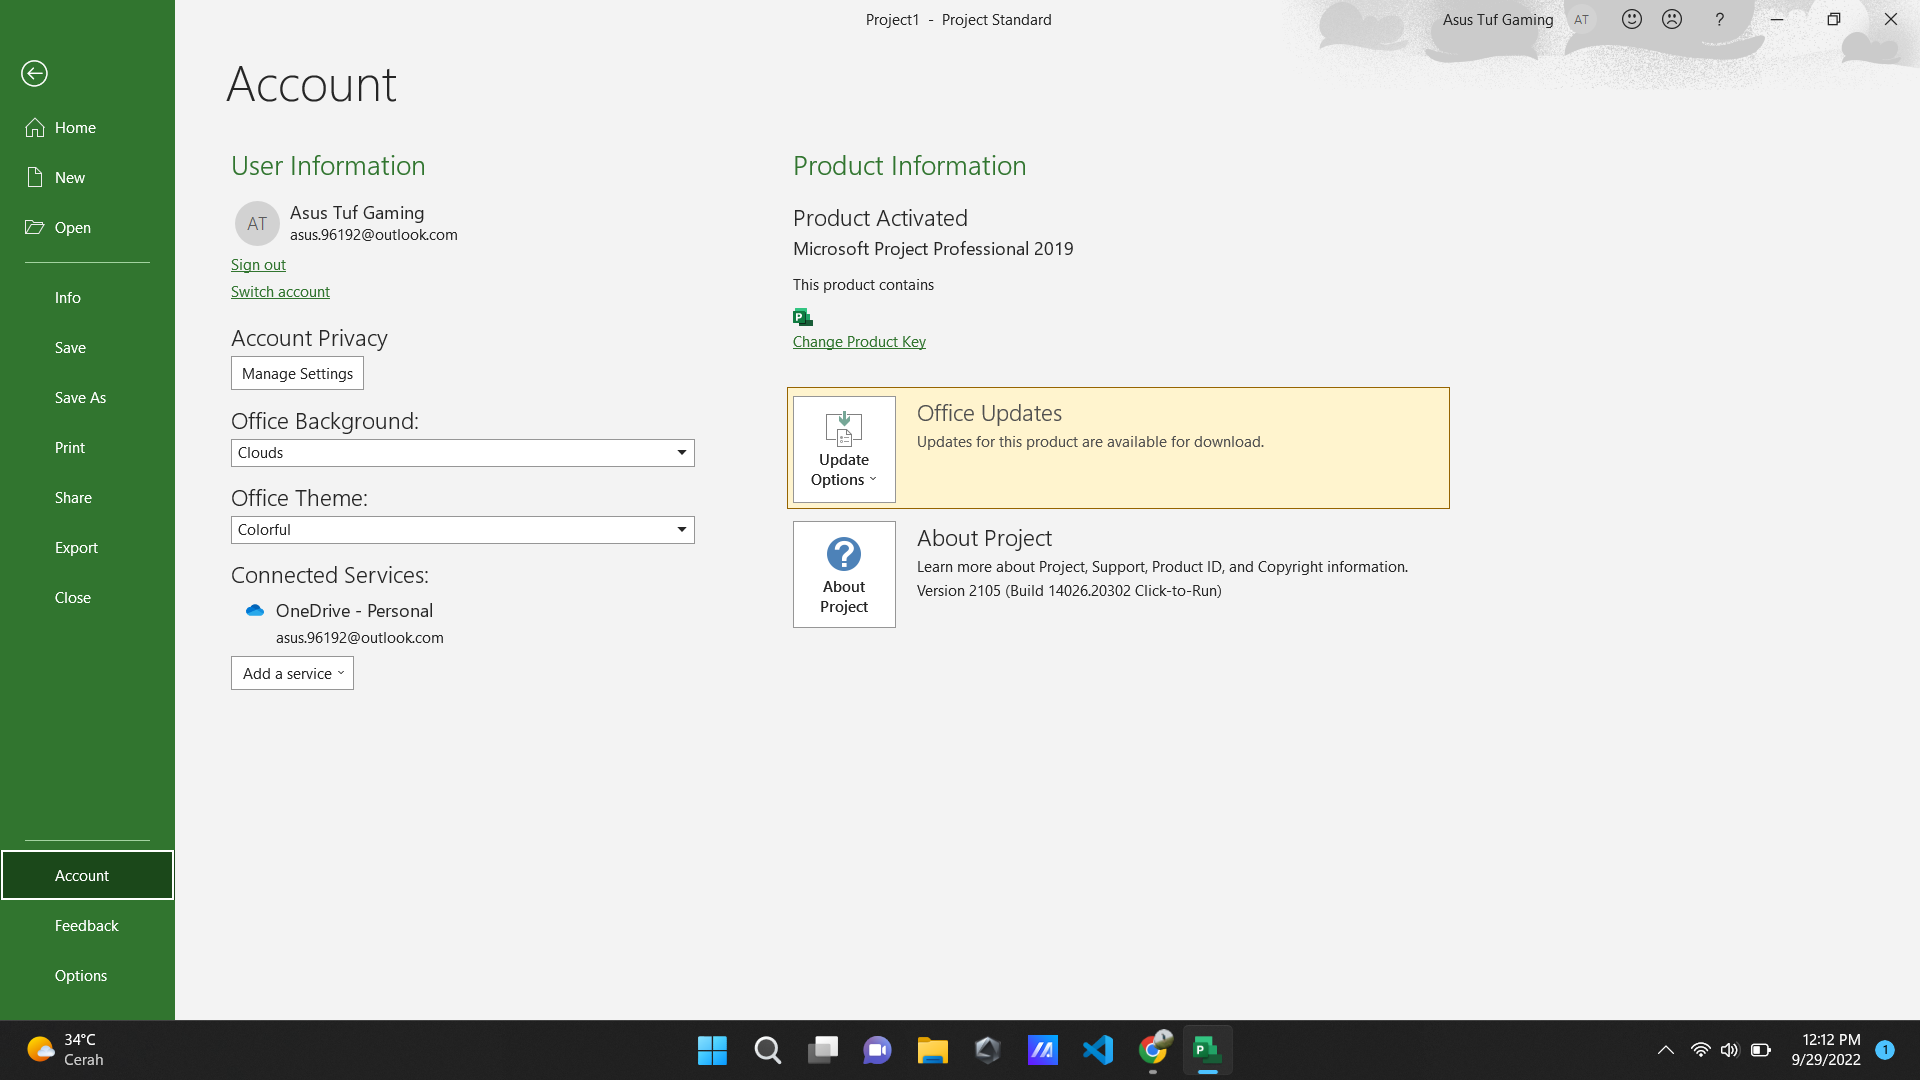 Project1 - Project Standard
Asus Tuf Gaming
AT
?
Account
Home
New
Open
Info
Save
Save As
Print
Share
Export
Close
Account
Feedback
Options
User Information
AT
Asus Tuf Gaming
asus.96192@outlook.com
Sign out
Switch account
Account Privacy
Manage Settings
Office Background:
Clouds
Office Theme:
Colorful
Connected Services:
OneDrive - Personal
asus.96192@outlook.com
Add a service
Product Information
Product Activated
Microsoft Project Professional 2019
This product contains
P
Change Product Key
Update
Options
Office Updates
Updates for this product are available for download.
?
About
Project
About Project
Learn more about Project, Support, Product ID, and Copyright information.
Version 2105 (Build 14026.20302 Click-to-Run)
34°C
Cerah
P
12:12 PM
9/29/2022
1